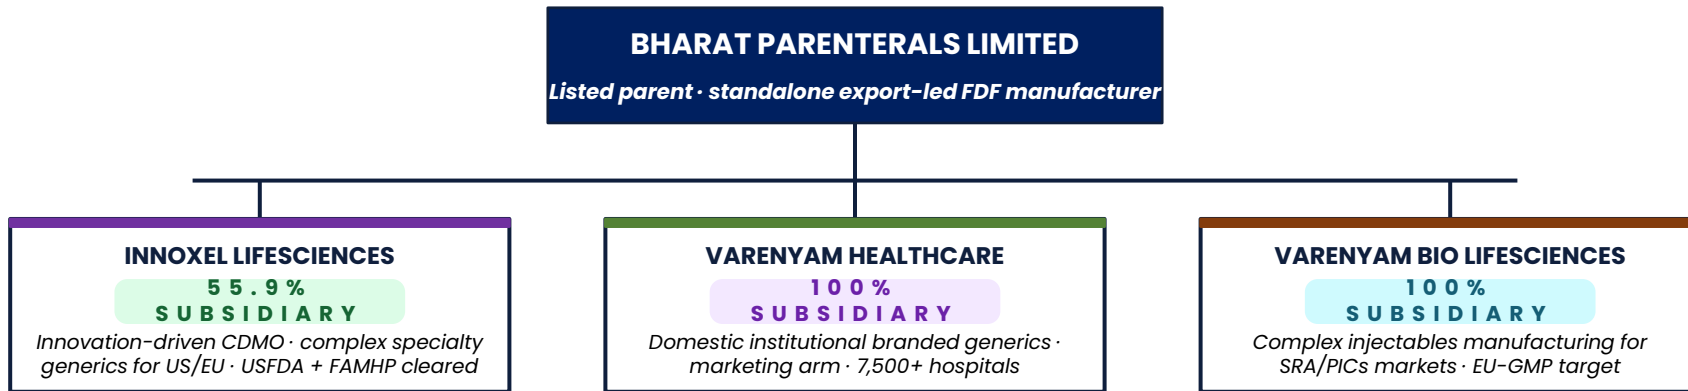 BHARAT PARENTERALS LIMITED
Listed parent · standalone export-led FDF manufacturer
INNOXEL LIFESCIENCES
55.9%
SUBSIDIARY
Innovation-driven CDMO · complex specialty
generics for US/EU · USFDA + FAMHP cleared
VARENYAM HEALTHCARE
100%
SUBSIDIARY
Domestic institutional branded generics ·
marketing arm · 7,500+ hospitals
VARENYAM BIO LIFESCIENCES
100%
SUBSIDIARY
Complex injectables manufacturing for
SRA/PICs markets · EU-GMP target